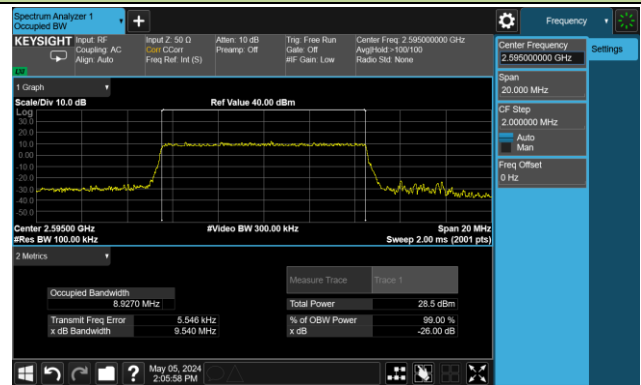 Spectrum Analyzer 1
Occupied BW
Frequency
KEYSIGHT
Input: RF
Coupling: AC
Align: Auto
Input Z: 50 Ω
Corr CCorr
Freq Ref: Int (S)
Atten: 10 dB
Preamp: Off
Trig: Free Run
Gate: Off
#IF Gain: Low
Center Freq: 2.595000000 GHz
Avg|Hold:>100/100
Radio Std: None
LW
Center Frequency
2.595000000 GHz
Settings
Span
20.000 MHz
CF Step
2.000000 MHz
Auto
Man
Freq Offset
0 Hz
1 Graph
Scale/Div 10.0 dB
Ref Value 40.00 dBm
Log
30.0
20.0
10.0
0.00
-10.0
-20.0
-30.0
-40.0
-50.0
Center 2.59500 GHz
#Video BW 300.00 kHz
Span 20 MHz
#Res BW 100.00 kHz
Sweep 2.00 ms (2001 pts)
2 Metrics
Measure Trace
Trace 1
Occupied Bandwidth
8.9270 MHz
Total Power
28.5 dBm
Transmit Freq Error
5.546 kHz
% of OBW Power
99.00 %
x dB Bandwidth
9.540 MHz
x dB
-26.00 dB
May 05, 2024
2:05:58 PM